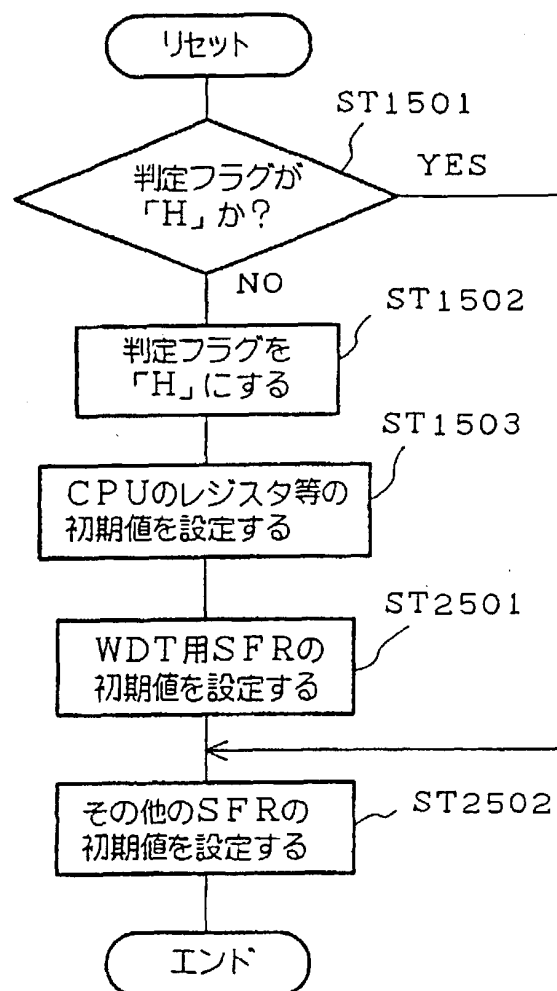 リセット
ST1501
判定フラグが
「H」か?
YES
NO
ST1502
判定フラグを
「H」にする
ST1503
CPUのレジスタ等の
初期値を設定する
ST2501
WDT用SFRの
初期値を設定する
その他のSFRの
初期値を設定する
ST2502
エンド